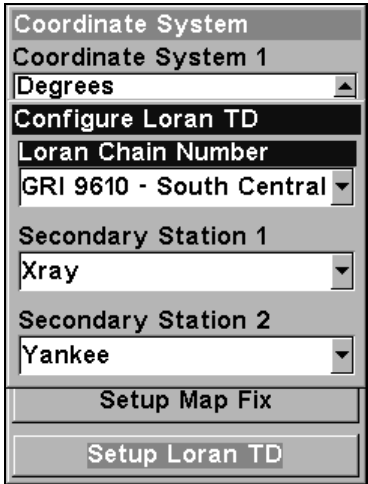 Coordinate System
Coordinate System 1
Degrees
Configure Loran TD
Loran Chain Number
GRI 9610 - South Central
Secondary Station 1
Xray
Secondary Station 2
Yankee
Setup Map Fix
Setup Loran TD